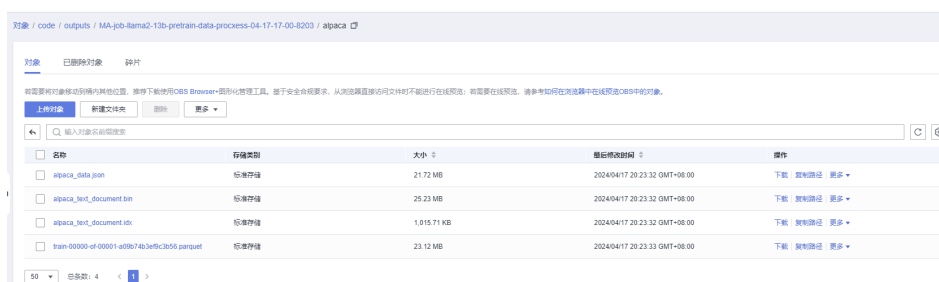 对象 / code / outputs / MA-job-llama2-13b-pretrain-data-procxess-04-17-17-00-8203 / alpaca
对象 已删除对象 碎片
若需要将对象移动到桶内其他位置，推荐下载使用OBS Browser+图形化管理工具。基于安全合规要求，从浏览器直接访问文件时不能进行在线预览；若需要在线预览，请参考如何在浏览器中在线预览OBS中的对象。
上传对象 新建文件夹 删除 更多
输入对象名前缀搜索
名称 存储类别 大小 最后修改时间 操作
alpaca_data.json 标准存储 21.72 MB 2024/04/17 20:23:32 GMT+08:00 下载 复制路径 更多
alpaca_text_document.bin 标准存储 25.23 MB 2024/04/17 20:23:32 GMT+08:00 下载 复制路径 更多
alpaca_text_document.idx 标准存储 1,015.71 KB 2024/04/17 20:23:32 GMT+08:00 下载 复制路径 更多
train-00000-of-00001-a09b74b3ef9c3b56.parquet 标准存储 23.12 MB 2024/04/17 20:23:33 GMT+08:00 下载 复制路径 更多
50 总条数：4 < 1 >